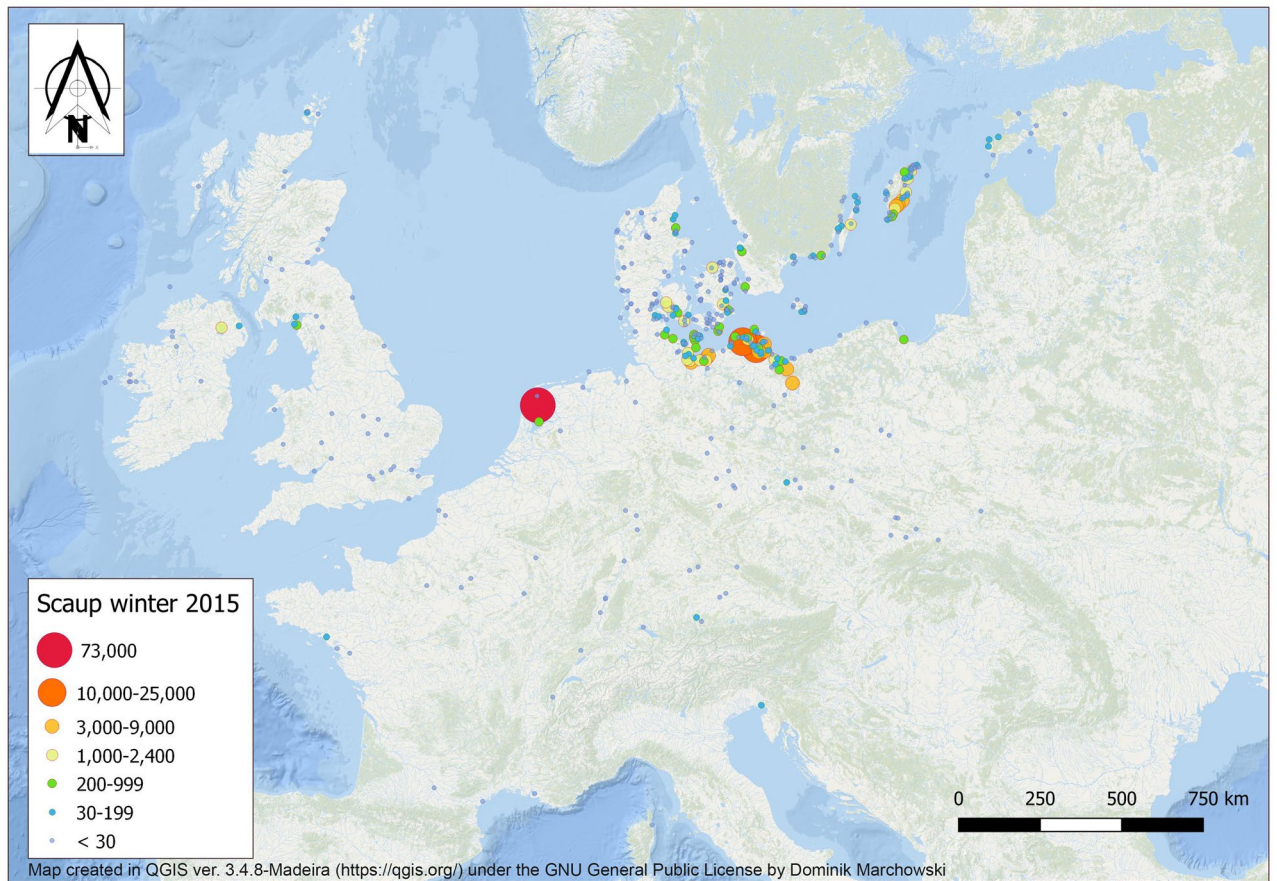 N
Scaup winter 2015
73,000
10,000-25,000
3,000-9,000
1,000-2,400
200-999
30-199
< 30
0 250 500 750 km
Map created in QGIS ver. 3.4.8-Madeira (https://qgis.org/) under the GNU General Public License by Dominik Marchowski